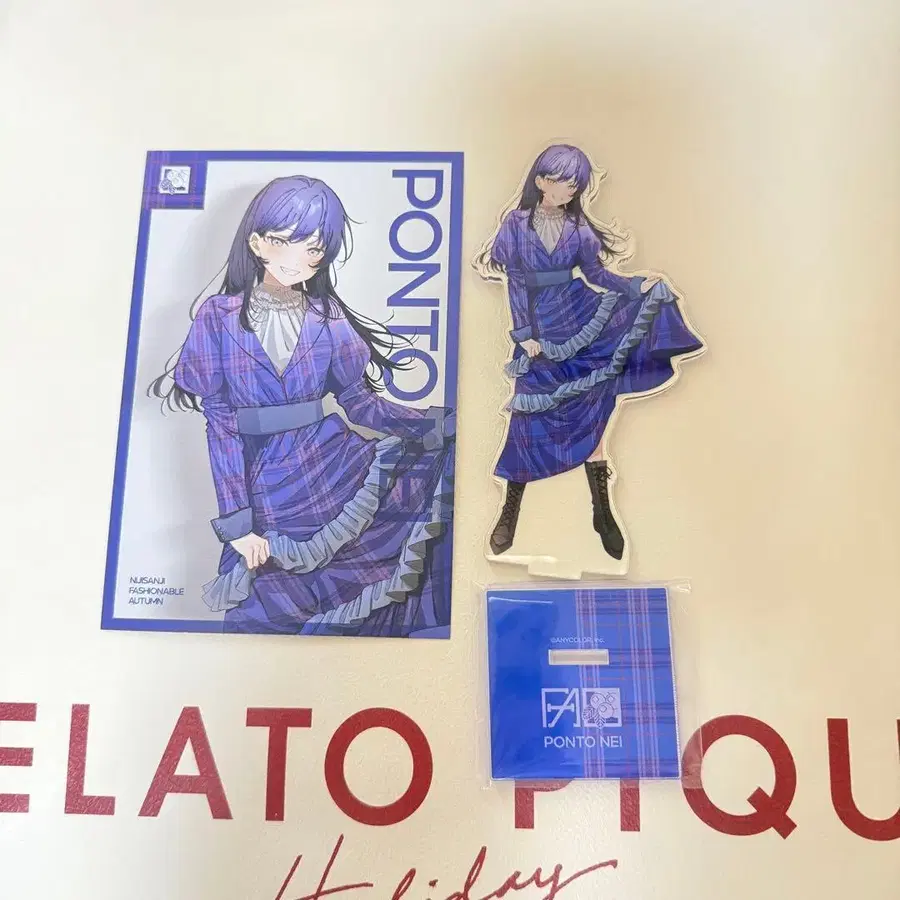 PONTO NEI
NIJISANJI
FASHIONABLE
AUTUMN
©ANYCOLOR, Inc.
FA
PONTO NEI
ELATO PIQU
Holiday